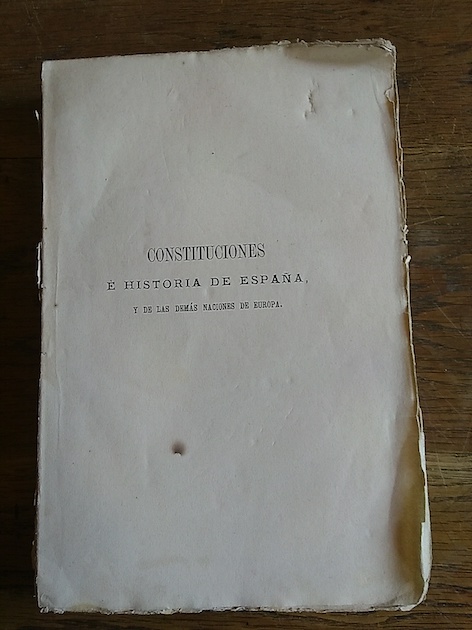 CONSTITUCIONES
É HISTORIA DE ESPAÑA,
Y DE LAS DEMÁS NACIONES DE EUROPA.